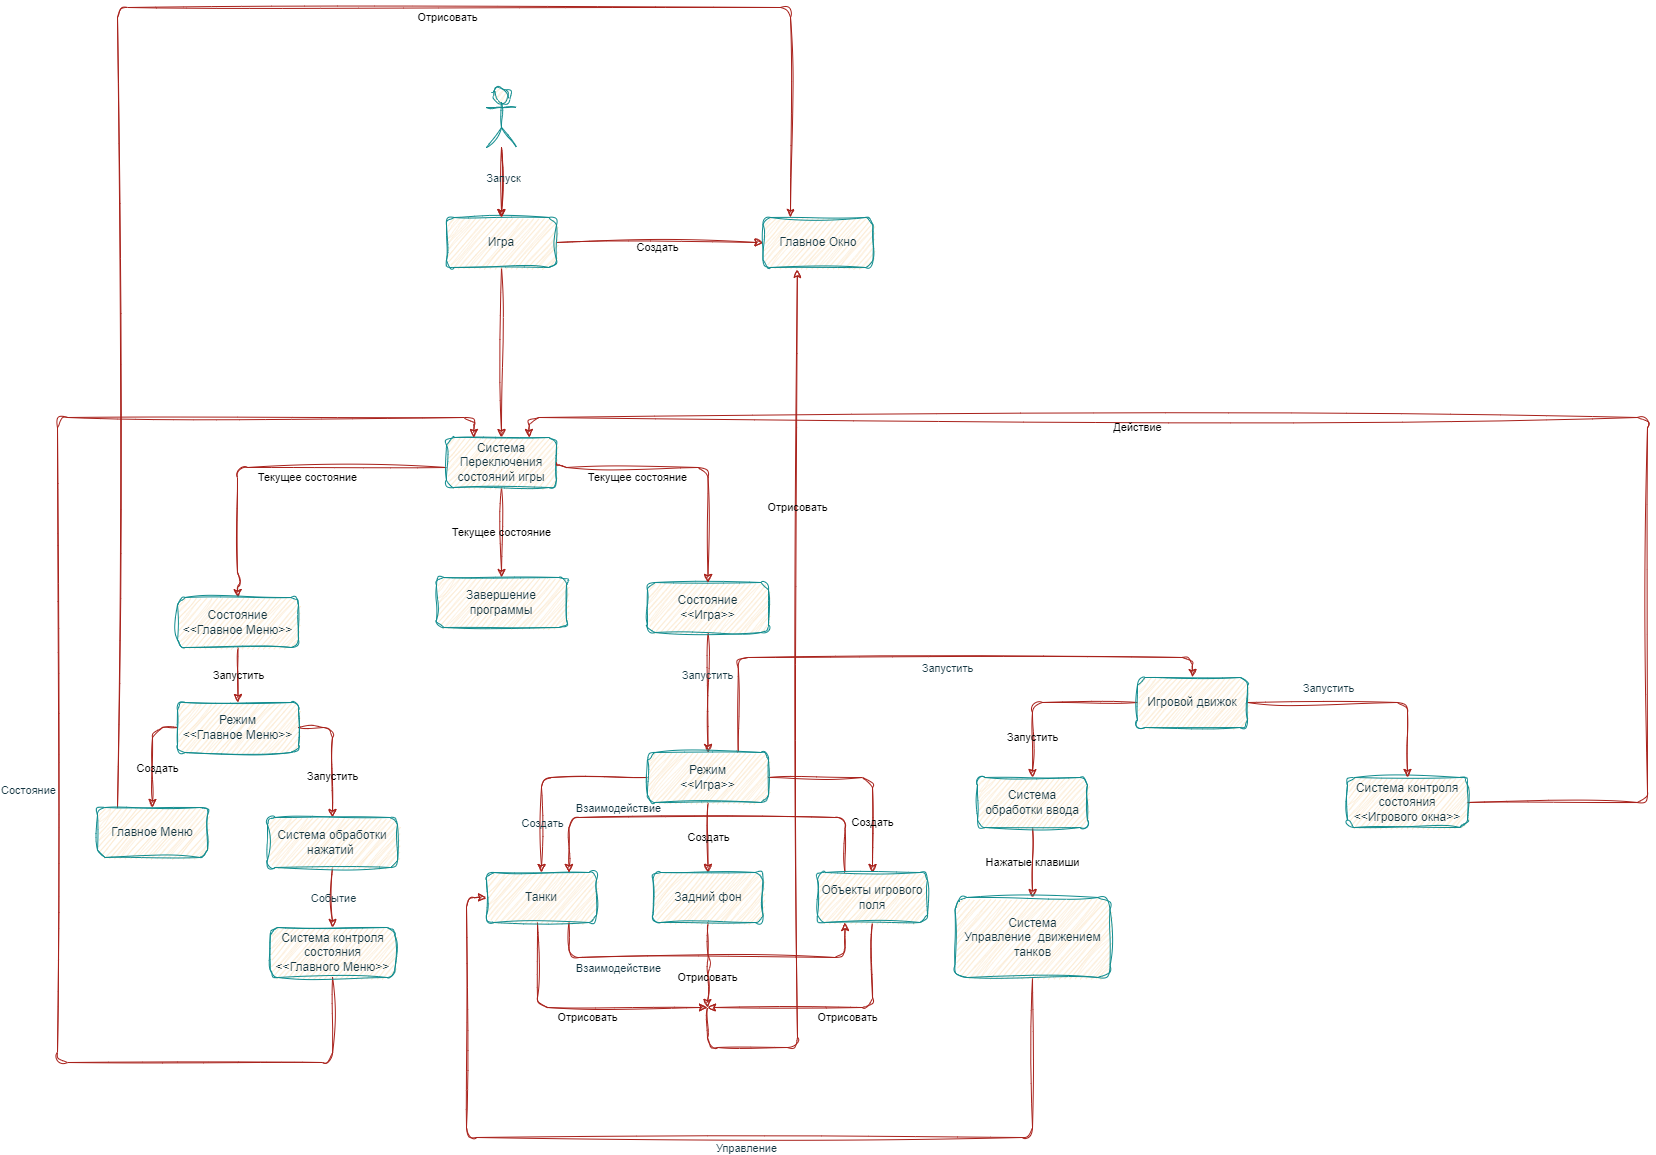 Отрисовать
Запуск
Игра
Создать
Главное Окно
Действие
Система
Переключения
состояний игры
Текущее состояние
Текущее состояние
Отрисовать
Текущее состояние
Завершение
программы
Состояние
<<Игра>>
Состояние
<<Главное Меню>>
Запустить
Запустить
Запустить
Запустить
Игровой движок
Режим
<<Главное Меню>>
Запустить
Создать
Запустить
Режим
<<Игра>>
Состояние
Система
обработки ввода
Система контроля
состояния
<<Игрового окна>>
Взаимодействие
Создать
Создать
Создать
Главное Меню
Система обработки
нажатий
Нажатые клавиши
Событие
Танки
Задний фон
Объекты игрового
поля
Система
Управление движением
танков
Система контроля
состояния
<<Главного Меню>>
Взаимодействие
Отрисовать
Отрисовать
Отрисовать
Управление